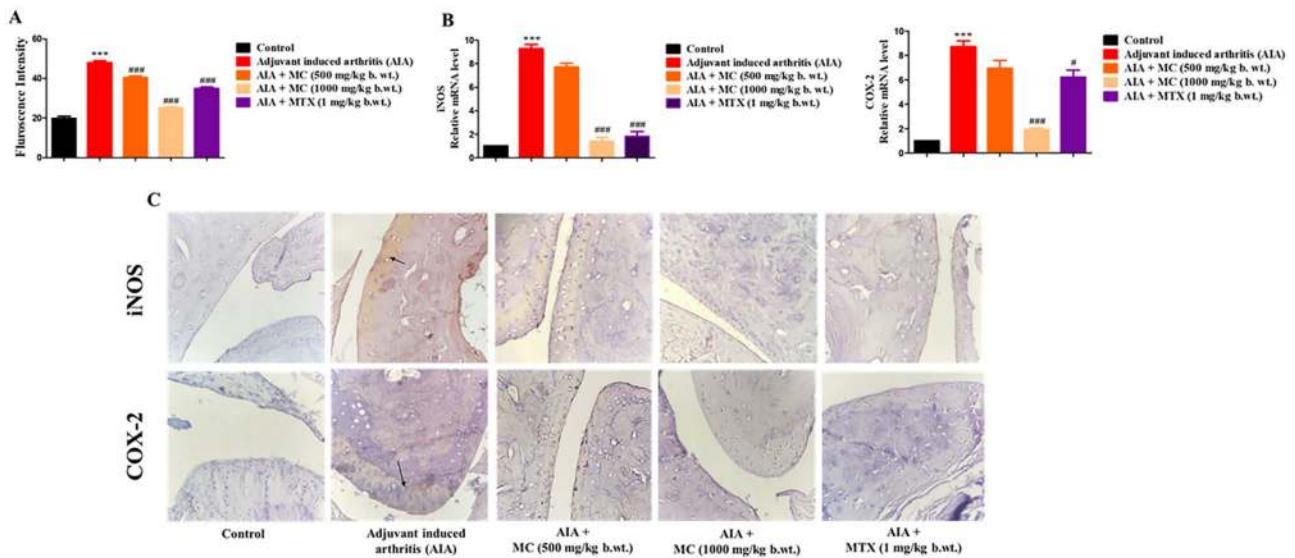 A
Fluroscence Intensity
60
40
20
0
***
###
###
###
Control
Adjuvant induced arthritis (AIA)
AIA + MC (500 mg/kg b. wt.)
AIA + MC (1000 mg/kg b. wt.)
AIA + MTX (1 mg/kg b.wt.)
B
iNOS
Relative mRNA level
10
8
6
4
2
0
***
###
###
Control
Adjuvant induced arthritis (AIA)
AIA + MC (500 mg/kg b. wt.)
AIA + MC (1000 mg/kg b. wt.)
AIA + MTX (1 mg/kg b.wt.)
COX-2
Relative mRNA level
10
8
6
4
2
0
***
###
#
Control
Adjuvant induced arthritis (AIA)
AIA + MC (500 mg/kg b. wt.)
AIA + MC (1000 mg/kg b. wt.)
AIA + MTX (1 mg/kg b.wt.)
C
iNOS
COX-2
Control
Adjuvant induced
arthritis (AIA)
AIA +
MC (500 mg/kg b.wt.)
AIA +
MC (1000 mg/kg b.wt.)
AIA +
MTX (1 mg/kg b.wt.)